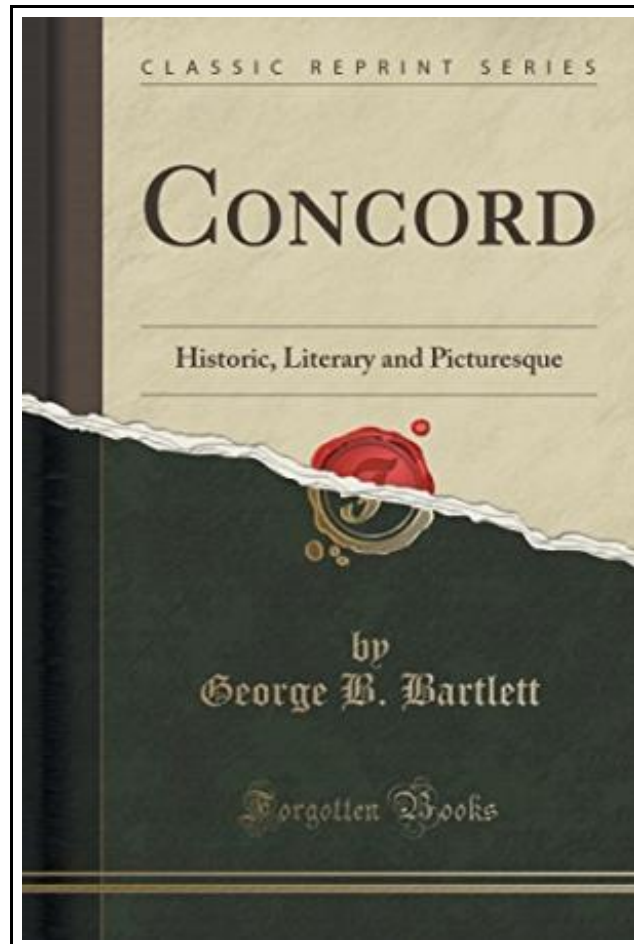 CLASSIC REPRINT SERIES
CONCORD
Historic, Literary and Picturesque
F
by
George B. Bartlett
Forgotten Books